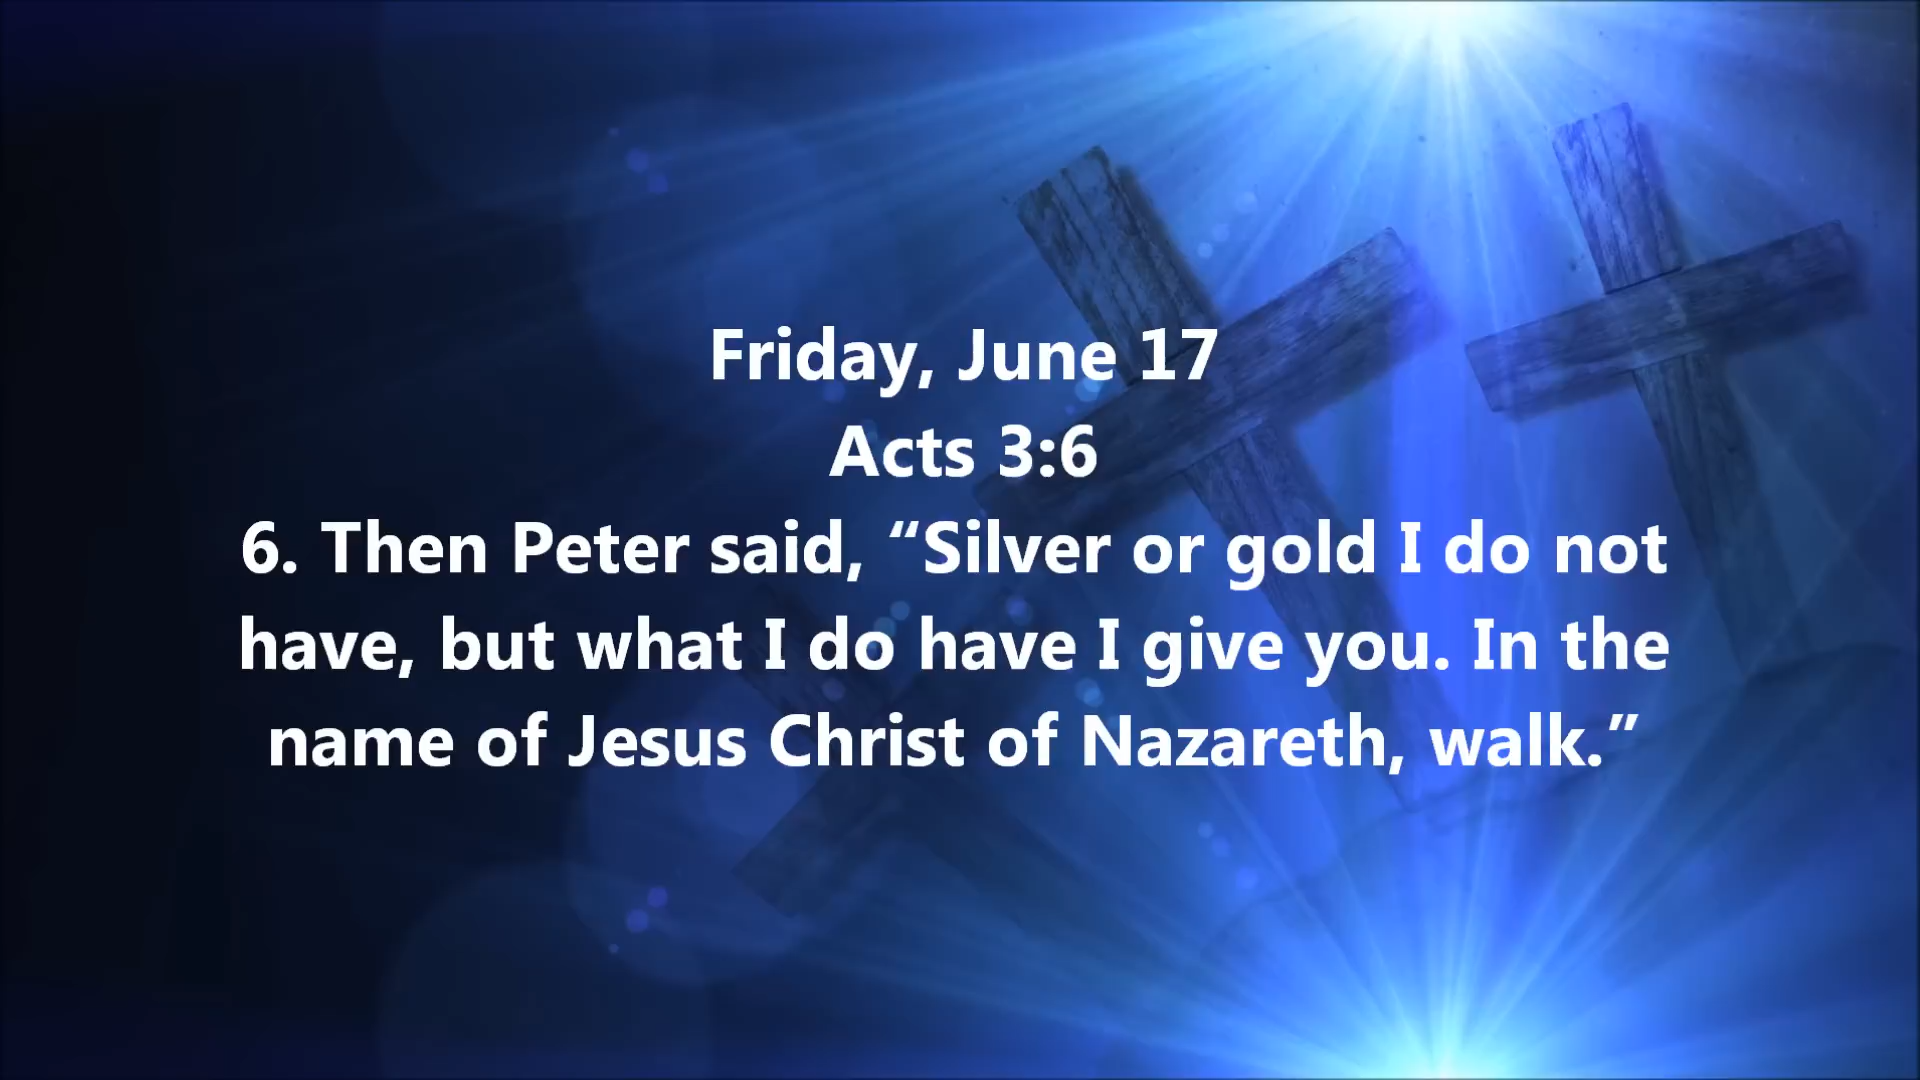 Friday, June 17
Acts 3:6
6. Then Peter said, “Silver or gold I do not
have, but what I do have I give you. In the
name of Jesus Christ of Nazareth, walk.”